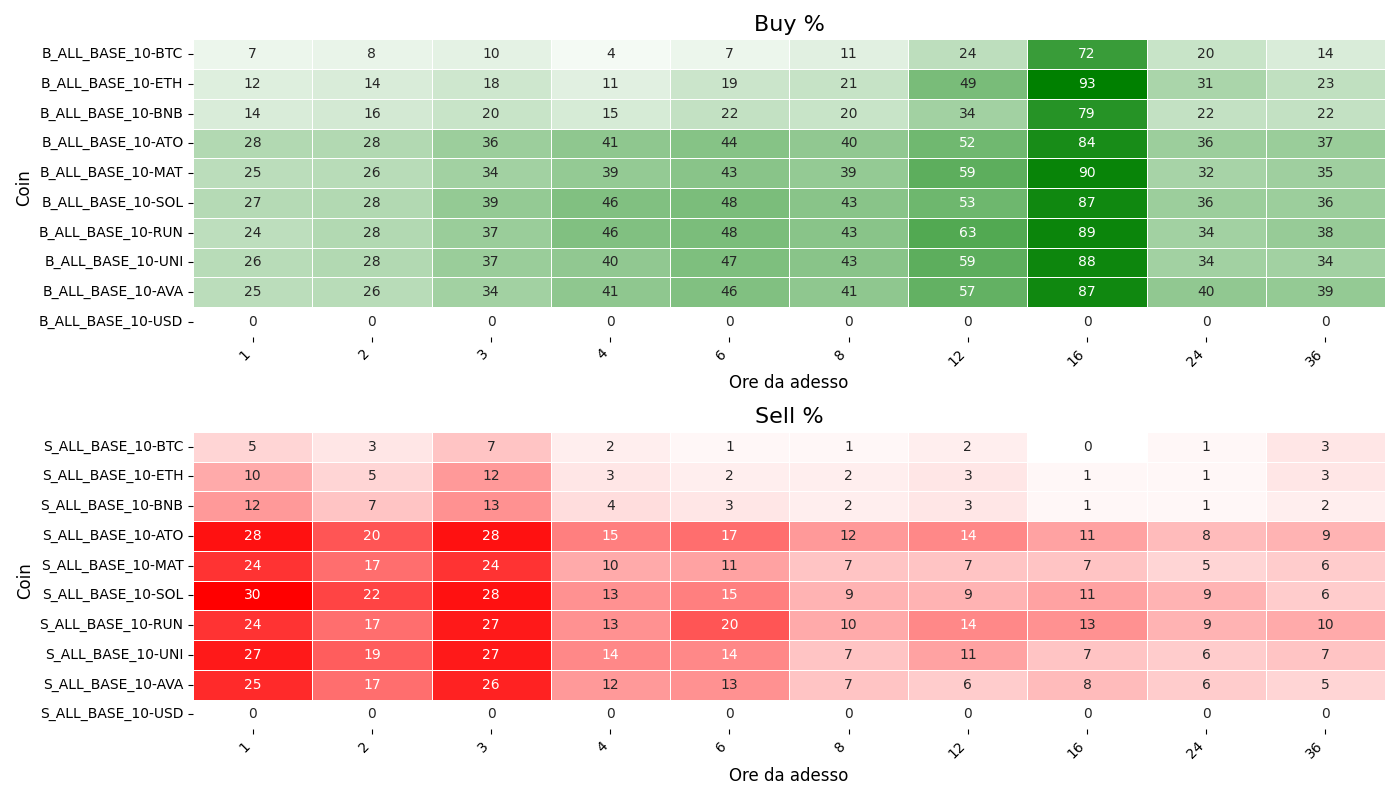 Buy %
Coin
B_ALL_BASE_10-BTC 7 8 10 4 7 11 24 72 20 14
B_ALL_BASE_10-ETH 12 14 18 11 19 21 49 93 31 23
B_ALL_BASE_10-BNB 14 16 20 15 22 20 34 79 22 22
B_ALL_BASE_10-ATO 28 28 36 41 44 40 52 84 36 37
B_ALL_BASE_10-MAT 25 26 34 39 43 39 59 90 32 35
B_ALL_BASE_10-SOL 27 28 39 46 48 43 53 87 36 36
B_ALL_BASE_10-RUN 24 28 37 46 48 43 63 89 34 38
B_ALL_BASE_10-UNI 26 28 37 40 47 43 59 88 34 34
B_ALL_BASE_10-AVA 25 26 34 41 46 41 57 87 40 39
B_ALL_BASE_10-USD 0 0 0 0 0 0 0 0 0 0
1 2 3 4 6 8 12 16 24 36
Ore da adesso
Sell %
Coin
S_ALL_BASE_10-BTC 5 3 7 2 1 1 2 0 1 3
S_ALL_BASE_10-ETH 10 5 12 3 2 2 3 1 1 3
S_ALL_BASE_10-BNB 12 7 13 4 3 2 3 1 1 2
S_ALL_BASE_10-ATO 28 20 28 15 17 12 14 11 8 9
S_ALL_BASE_10-MAT 24 17 24 10 11 7 7 7 5 6
S_ALL_BASE_10-SOL 30 22 28 13 15 9 9 11 9 6
S_ALL_BASE_10-RUN 24 17 27 13 20 10 14 13 9 10
S_ALL_BASE_10-UNI 27 19 27 14 14 7 11 7 6 7
S_ALL_BASE_10-AVA 25 17 26 12 13 7 6 8 6 5
S_ALL_BASE_10-USD 0 0 0 0 0 0 0 0 0 0
1 2 3 4 6 8 12 16 24 36
Ore da adesso